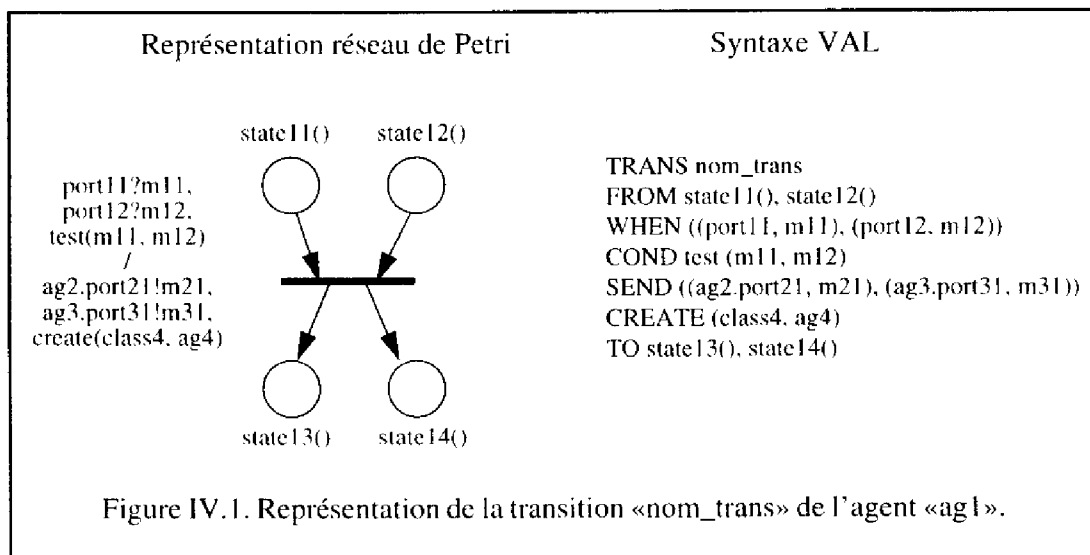 Représentation réseau de Petri
Syntaxe VAL
state11()
state12()
port11?m11,
port12?m12,
test(m11, m12)
/
ag2.port21!m21,
ag3.port31!m31,
create(class4, ag4)
state13()
state14()
TRANS nom_trans
FROM state11(), state12()
WHEN ((port11, m11), (port12, m12))
COND test (m11, m12)
SEND ((ag2.port21, m21), (ag3.port31, m31))
CREATE (class4, ag4)
TO state13(), state14()
Figure IV.1. Représentation de la transition «nom_trans» de l'agent «ag1».